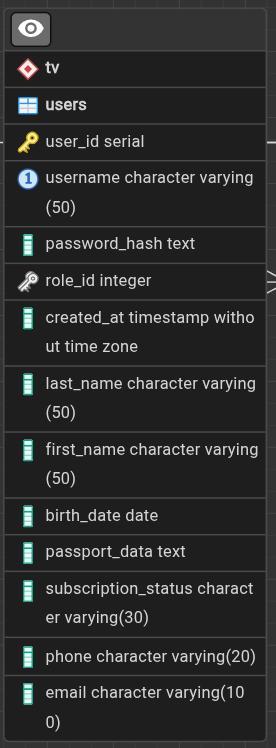 tv
users
user_id serial
1
username character varying
(50)
password_hash text
role_id integer
created_at timestamp witho
ut time zone
last_name character varying
(50)
first_name character varying
(50)
birth_date date
passport_data text
subscription_status charact
er varying(30)
phone character varying(20)
email character varying(10
0)